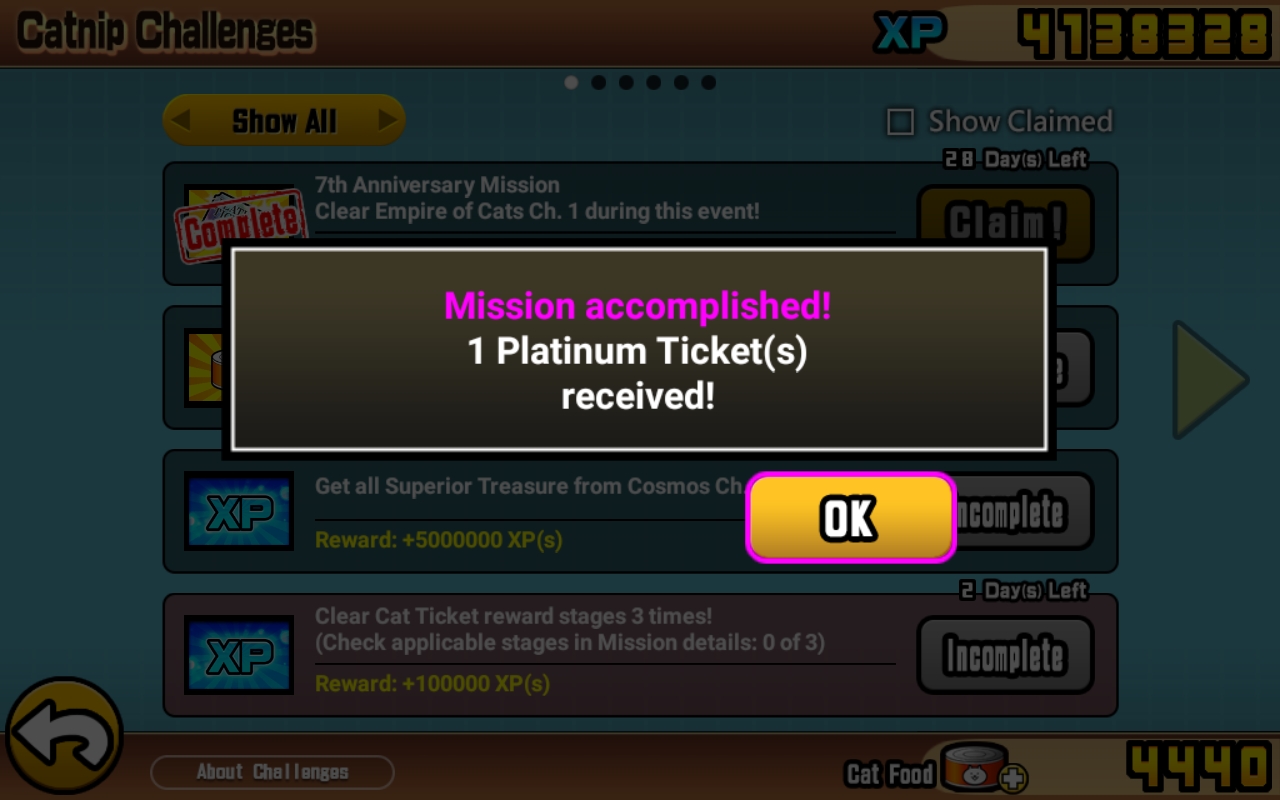 Catnip Challenges
XP 4138328
Show All
Show Claimed
28 Day(s) Left
7th Anniversary Mission
Clear Empire of Cats Ch. 1 during this event!
Complete
Claim!
Mission accomplished!
1 Platinum Ticket(s)
received!
XP
Get all Superior Treasure from Cosmos Ch.
Reward: +5000000 XP(s)
OK
ncomplete
2 Day(s) Left
XP
Clear Cat Ticket reward stages 3 times!
(Check applicable stages in Mission details: 0 of 3)
Reward: +100000 XP(s)
Incomplete
About Challenges
Cat Food
4440